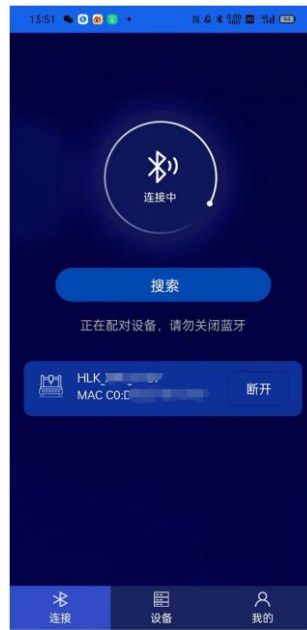 13:51
连接中
搜索
正在配对设备，请勿关闭蓝牙
HLK_
MAC C0:D
断开
连接
设备
我的